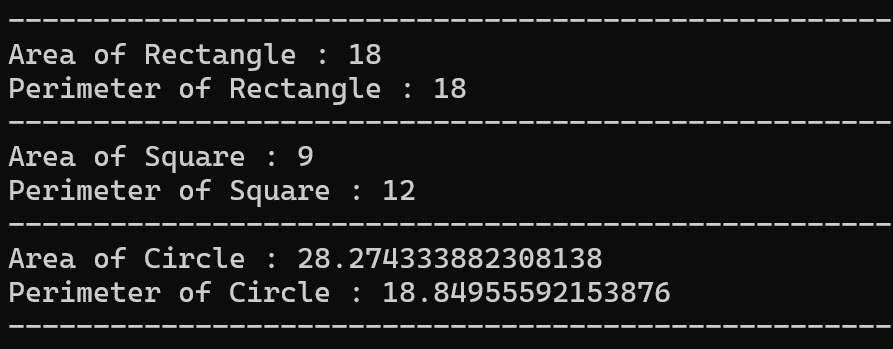 ----------------------------------------------------
Area of Rectangle : 18
Perimeter of Rectangle : 18
----------------------------------------------------
Area of Square : 9
Perimeter of Square : 12
----------------------------------------------------
Area of Circle : 28.274333882308138
Perimeter of Circle : 18.84955592153876
----------------------------------------------------